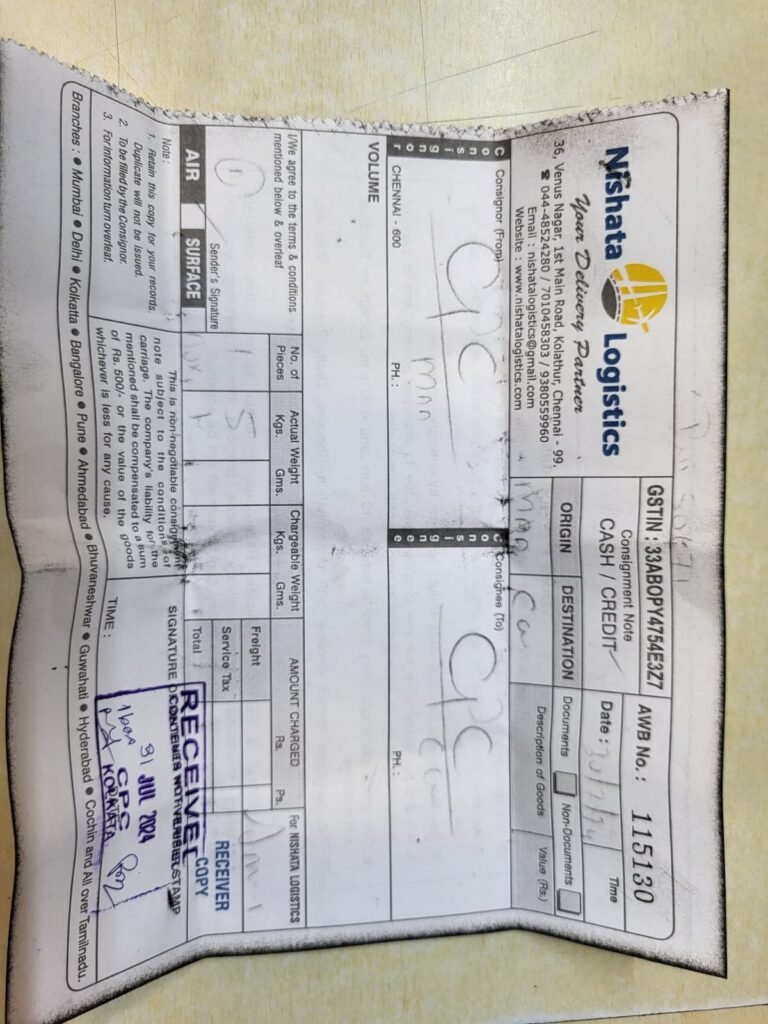 Nishata Logistics
Your Delivery Partner
36, Venus Nagar, 1st Main Road, Kolathur, Chennai - 99.
☎ 044-48524280 / 7010458303 / 9380559960
Email : nishatalogistics@gmail.com
Website : www.nishatalogistics.com
GSTIN : 33ABOPY4754E3Z7
Consignment Note
CASH / CREDIT
AWB No. : 115130
Date :
Time
ORIGIN
DESTINATION
Documents
Non-Documents
Description of Goods
Value (Rs.)
MAA
CCU
Consignor
Consignor (From)
CPC
MAA
CHENNAI - 600
PH. :
Consignee
Consignee (To)
CPC
CCU
PH. :
VOLUME
I/We agree to the terms & conditions
mentioned below & overleaf
Sender's Signature
AIR
SURFACE
No. of Pieces
Actual Weight
Kgs. Gms.
Chargeable Weight
Kgs. Gms.
AMOUNT CHARGED
Rs. Ps.
1
5
Freight
Service Tax
Total
For NISHATA LOGISTICS
RECEIVER
COPY
Note:
1. Retain this copy for your records.
Duplicate will not be issued.
2. To be filled by the Consignor.
3. For information turn overleaf.
This is non-negotiable consignment
note subject to the conditions of
carriage. The company's liability for the
mentioned shall be compensated to a sum
of Rs. 500/- or the value of the goods
whichever is less for any cause.
SIGNATURE
STAMP
TIME :
RECEIVED
CONTENTS NOT VERIFIED
31 JUL 2024
CPC
KOLKATA
Branches : ● Mumbai ● Delhi ● Kolkatta ● Bangalore ● Pune ● Ahmedabad ● Bhuvaneshwar ● Guwahati ● Hyderabad ● Cochin and All over Tamilnadu.